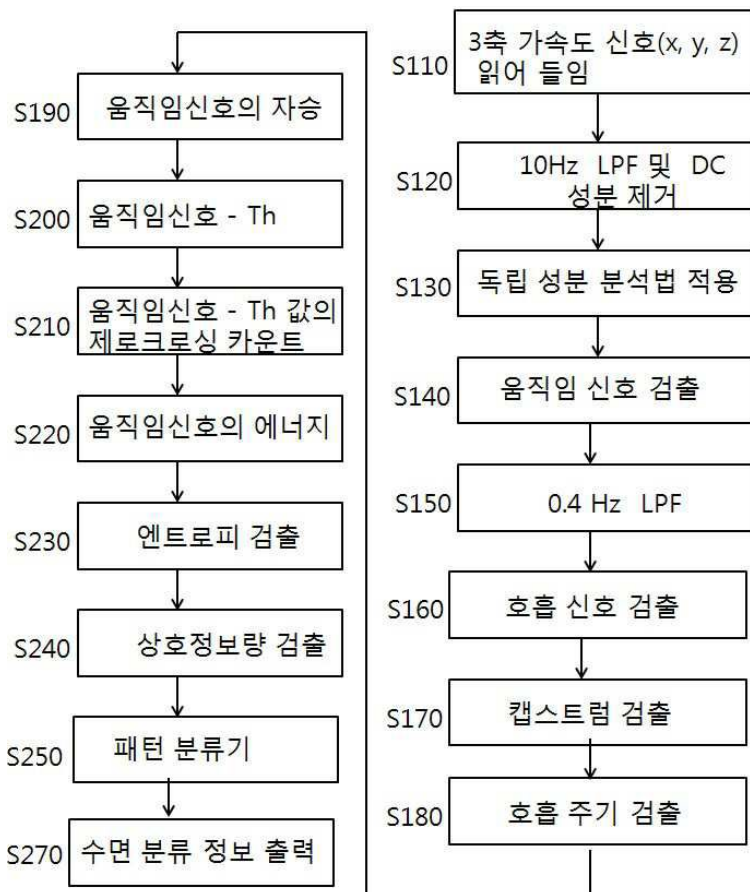 S110
3축 가속도 신호(x, y, z)
읽어 들임
S120
10Hz LPF 및 DC
성분 제거
S130
독립 성분 분석법 적용
S140
움직임 신호 검출
S150
0.4 Hz LPF
S160
호흡 신호 검출
S170
캡스트럼 검출
S180
호흡 주기 검출
S190
움직임신호의 자승
S200
움직임신호 - Th
S210
움직임신호 - Th 값의
제로크로싱 카운트
S220
움직임신호의 에너지
S230
엔트로피 검출
S240
상호정보량 검출
S250
패턴 분류기
S270
수면 분류 정보 출력